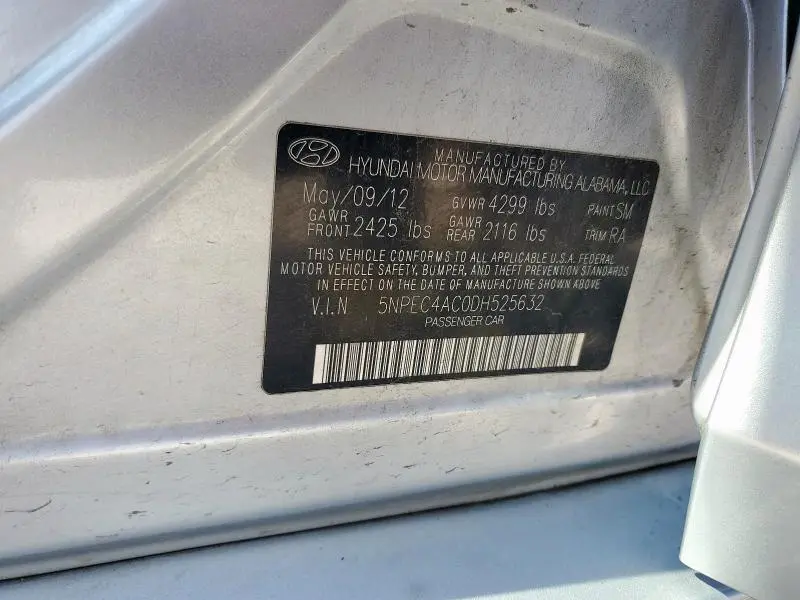 MANUFACTURED BY
HYUNDAI MOTOR MANUFACTURING ALABAMA, LLC
May/09/12 GVWR 4299 lbs PAINT SM
GAWR FRONT 2425 lbs GAWR REAR 2116 lbs TRIM RA
THIS VEHICLE CONFORMS TO ALL APPLICABLE U.S.A. FEDERAL
MOTOR VEHICLE SAFETY, BUMPER, AND THEFT PREVENTION STANDARDS
IN EFFECT ON THE DATE OF MANUFACTURE SHOWN ABOVE
V.I.N 5NPEC4AC0DH525632
PASSENGER CAR